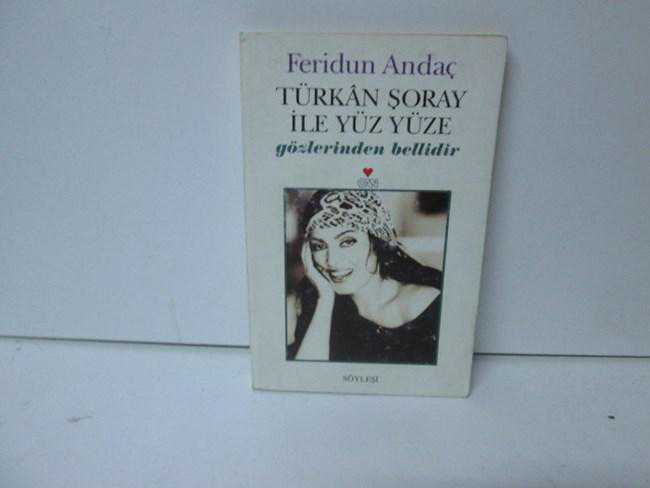 Feridun Andaç
TÜRKÂN ŞORAY
İLE YÜZ YÜZE
gözlerinden bellidir
SÖYLEŞİ